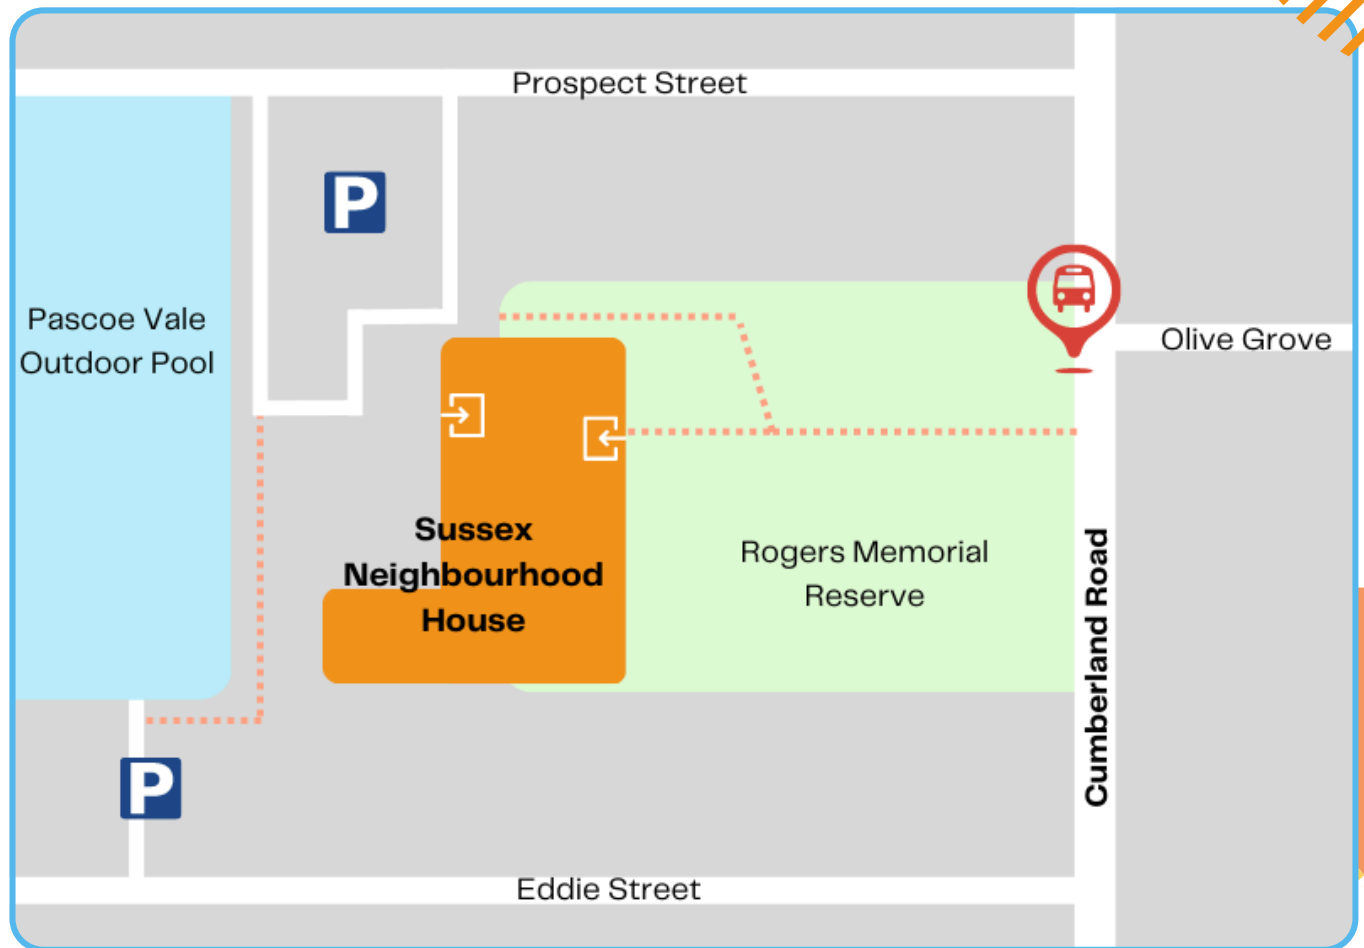 Prospect Street
P
Pascoe Vale
Outdoor Pool
Olive Grove
Sussex
Neighbourhood
House
Rogers Memorial
Reserve
Cumberland Road
P
Eddie Street